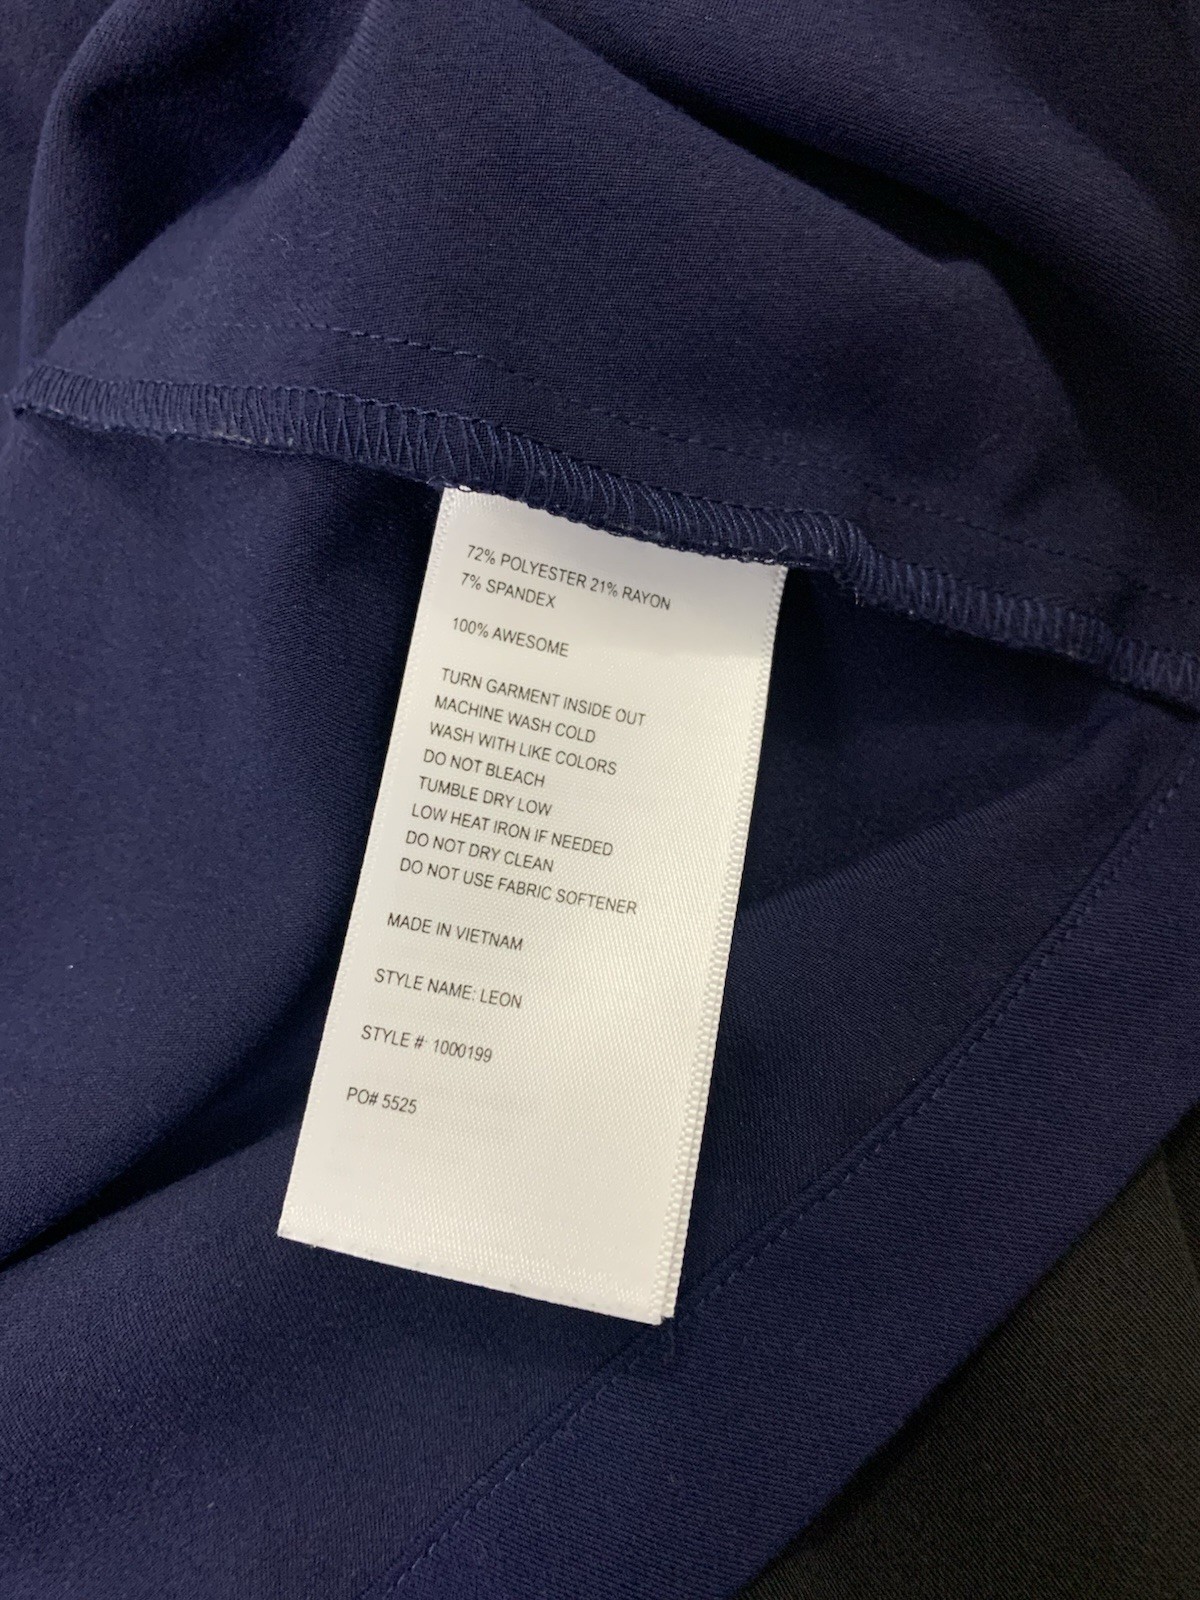 72% POLYESTER 21% RAYON
7% SPANDEX
100% AWESOME
TURN GARMENT INSIDE OUT
MACHINE WASH COLD
WASH WITH LIKE COLORS
DO NOT BLEACH
TUMBLE DRY LOW
LOW HEAT IRON IF NEEDED
DO NOT DRY CLEAN
DO NOT USE FABRIC SOFTENER
MADE IN VIETNAM
STYLE NAME: LEON
STYLE #: 1000199
PO# 5525